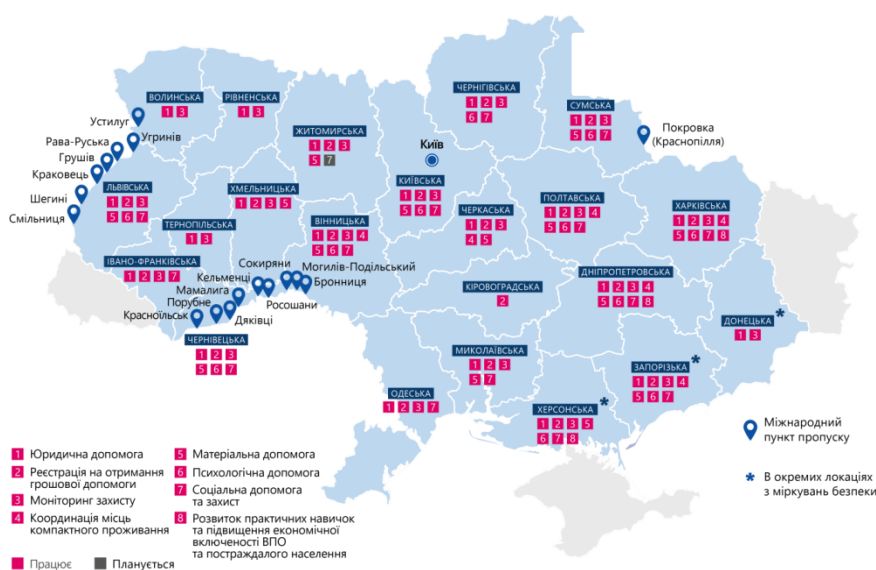 ВОЛИНСЬКА
1 3
РІВНЕНСЬКА
1 3
ЖИТОМИРСЬКА
1 2 3
5 7
ЧЕРНІГІВСЬКА
1 2 3
6 7
СУМСЬКА
1 2 3
5 6 7
Устилуг
Угринів
Рава-Руська
Грушів
Краковець
Шегині
Смільниця
Покровка
(Краснопілля)
Київ
КИЇВСЬКА
1 2 3
5 6 7
ЛЬВІВСЬКА
1 2 3
5 6 7
ХМЕЛЬНИЦЬКА
1 2 3 5
ТЕРНОПІЛЬСЬКА
1 3
ВІННИЦЬКА
1 2 3 4
5 6 7
ЧЕРКАСЬКА
1 2 3
4 5
ПОЛТАВСЬКА
1 2 3 4
5 6 7
ХАРКІВСЬКА
1 2 3 4
5 6 7 8
ІВАНО-ФРАНКІВСЬКА
1 2 3 7
Сокиряни
Могилів-Подільський
Кельменці
Бронниця
Мамалига
Порубне
Росошани
Красноїльськ
Дяківці
ЧЕРНІВЕЦЬКА
1 2 3
5 6 7
КІРОВОГРАДСЬКА
2
ДНІПРОПЕТРОВСЬКА
1 2 3 4
5 6 7 8
ДОНЕЦЬКА *
1 3
МИКОЛАЇВСЬКА
1 2 3
5 7
ЗАПОРІЗЬКА *
1 2 3 4
5 6 7
ОДЕСЬКА
1 2 3 7
ХЕРСОНСЬКА *
1 2 3 5
6 7 8
1 Юридична допомога
2 Реєстрація на отримання
грошової допомоги
3 Моніторинг захисту
4 Координація місць
компактного проживання
5 Матеріальна допомога
6 Психологічна допомога
7 Соціальна допомога
та захист
8 Розвиток практичних навичок
та підвищення економічної
включеності ВПО
та постраждалого населення
Працює
Планується
Міжнародний
пункт пропуску
* В окремих локаціях
з міркувань безпеки